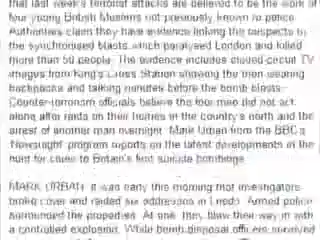 that last week's terrorist attacks are believed to be the work of
four young British Muslims not previously known to police.
Authorities claim they have evidence linking the suspects to
the synchronised blasts which paralysed London and killed
more than 50 people. The evidence includes closed-circuit TV
images from King's Cross Station showing the men wearing
backpacks and talking minutes before the bomb blasts.
Counter-terrorism officials believe the four men did not act
alone after raids on their homes in the country's north and the
arrest of another man overnight. Mark Urban from the BBC's
'Newsnight' program reports on the latest developments in the
hunt for clues to Britain's first suicide bombings.
MARK URBAN: It was early this morning that investigators
broke cover and raided six addresses in Leeds. Armed police
surrounded the properties. At one, they blew their way in with
a controlled explosion. While bomb disposal officers